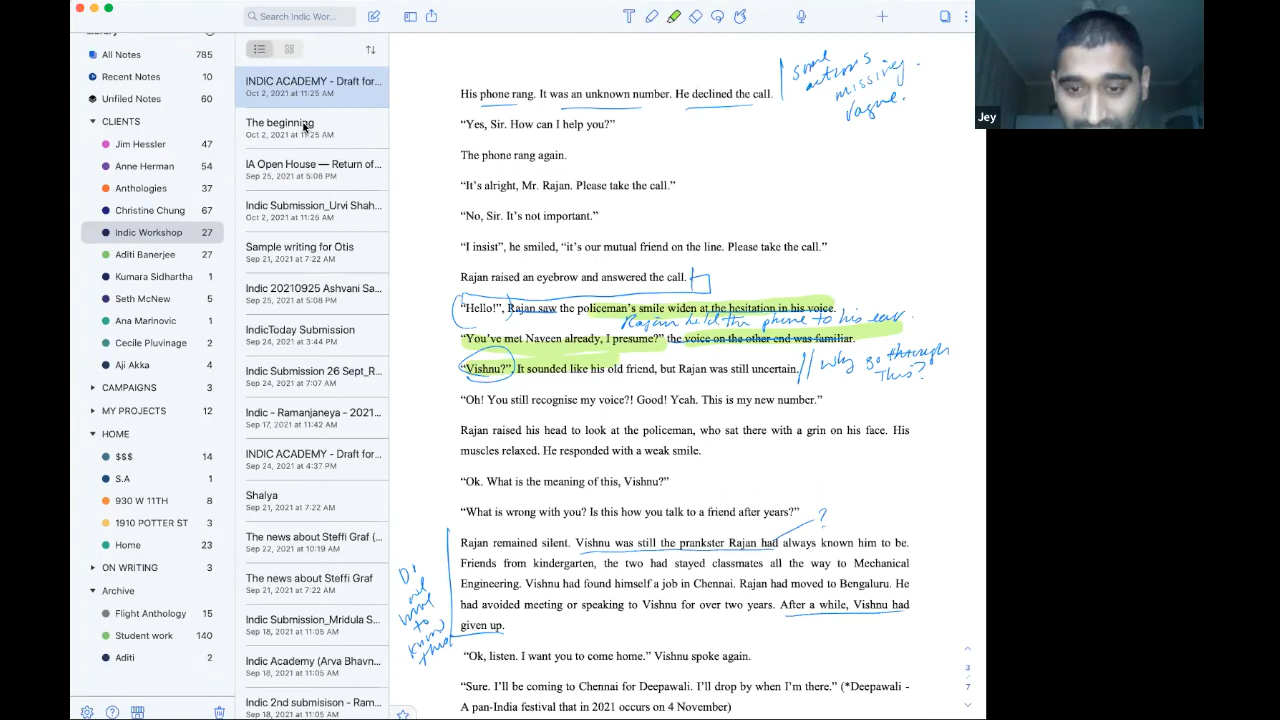 Search Indic Wor...
Library
All Notes 785
Recent Notes 10
Unfiled Notes 60
CLIENTS
Jim Hessler 47
Anne Herman 54
Anthologies 37
Christine Chung 67
Indic Workshop 27
Aditi Banerjee 27
Kumara Sidhartha 1
Seth McNew 3
Ana Marinovic 3
Cecile Pluvinage 2
Aji Akka 4
CAMPAIGNS 3
MY PROJECTS 12
HOME
$$$ 14
S.A 1
930 W 11TH 8
1910 POTTER ST 3
Home 23
ON WRITING 3
Archive
Flight Anthology 15
Student work 140
Aditi 2
INDIC ACADEMY - Draft for...
Oct 2, 2021 at 11:25 AM
The beginning
Oct 2, 2021 at 11:25 AM
IA Open House — Return of...
Sep 25, 2021 at 5:08 PM
Indic Submission_Urvi Shah...
Oct 2, 2021 at 11:25 AM
Sample writing for Otis
Sep 21, 2021 at 7:22 AM
Indic 20210925 Ashvani Sa...
Sep 24, 2021 at 5:08 PM
IndicToday Submission
Sep 24, 2021 at 3:44 PM
Indic Submission 26 Sept_R...
Sep 24, 2021 at 5:08 PM
Indic - Ramanjaneya - 2021...
Sep 17, 2021 at 11:42 AM
INDIC ACADEMY - Draft for...
Sep 24, 2021 at 4:37 PM
Shalya
Sep 21, 2021 at 7:22 AM
The news about Steffi Graf (...
Sep 22, 2021 at 10:19 AM
The news about Steffi Graf
Sep 18, 2021 at 11:05 AM
Indic Submission_Mridula S...
Sep 18, 2021 at 11:05 AM
Indic Academy (Arva Bhavn...
Sep 18, 2021 at 11:05 AM
Indic 2nd submision - Ram...
Sep 18, 2021 at 11:05 AM
some
actions
missing.
vague.
His phone rang. It was an unknown number. He declined the call.
“Yes, Sir. How can I help you?”
The phone rang again.
“It’s alright, Mr. Rajan. Please take the call.”
“No, Sir. It’s not important.”
“I insist”, he smiled, “it’s our mutual friend on the line. Please take the call.”
Rajan raised an eyebrow and answered the call.
“Hello!”, Rajan saw the policeman’s smile widen at the hesitation in his voice.
Rajan held the phone to his ear.
“You’ve met Naveen already, I presume?” the voice on the other end was familiar.
“Vishnu?”. It sounded like his old friend, but Rajan was still uncertain.
why go through
this?
“Oh! You still recognise my voice?! Good! Yeah. This is my new number.”
Rajan raised his head to look at the policeman, who sat there with a grin on his face. His
muscles relaxed. He responded with a weak smile.
“Ok. What is the meaning of this, Vishnu?”
“What is wrong with you? Is this how you talk to a friend after years?”
?
Rajan remained silent. Vishnu was still the prankster Rajan had always known him to be.
Friends from kindergarten, the two had stayed classmates all the way to Mechanical
Engineering. Vishnu had found himself a job in Chennai. Rajan had moved to Bengaluru. He
had avoided meeting or speaking to Vishnu for over two years. After a while, Vishnu had
given up.
to
know
this
“Ok, listen. I want you to come home.” Vishnu spoke again.
“Sure. I’ll be coming to Chennai for Deepawali. I’ll drop by when I’m there.” (*Deepawali -
A pan-India festival that in 2021 occurs on 4 November)
3
/
7
Jey